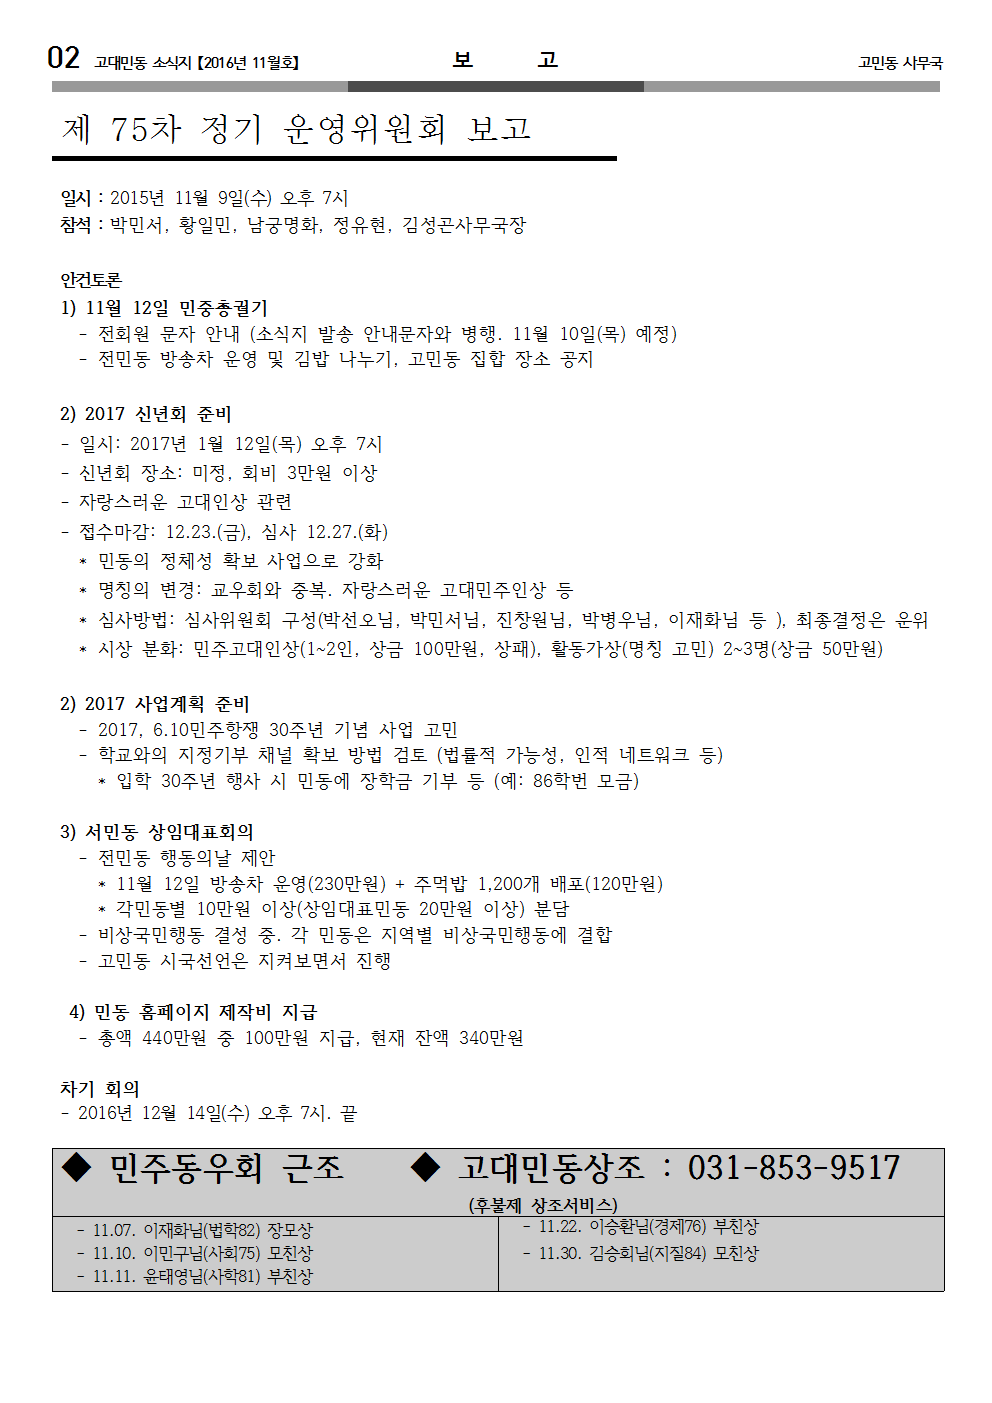 02 고대민동 소식지 【2016년 11월호】 보 고 고민동 사무국
제 75차 정기 운영위원회 보고
일시 : 2015년 11월 9일(수) 오후 7시
참석 : 박민서, 황일민, 남궁명화, 정유현, 김성곤사무국장
안건토론
1) 11월 12일 민중총궐기
- 전회원 문자 안내 (소식지 발송 안내문자와 병행. 11월 10일(목) 예정)
- 전민동 방송차 운영 및 김밥 나누기, 고민동 집합 장소 공지
2) 2017 신년회 준비
- 일시: 2017년 1월 12일(목) 오후 7시
- 신년회 장소: 미정, 회비 3만원 이상
- 자랑스러운 고대인상 관련
- 접수마감: 12.23.(금), 심사 12.27.(화)
* 민동의 정체성 확보 사업으로 강화
* 명칭의 변경: 교우회와 중복. 자랑스러운 고대민주인상 등
* 심사방법: 심사위원회 구성(박선오님, 박민서님, 진창원님, 박병우님, 이재화님 등 ), 최종결정은 운위
* 시상 분화: 민주고대인상(1~2인, 상금 100만원, 상패), 활동가상(명칭 고민) 2~3명(상금 50만원)
2) 2017 사업계획 준비
- 2017, 6.10민주항쟁 30주년 기념 사업 고민
- 학교와의 지정기부 채널 확보 방법 검토 (법률적 가능성, 인적 네트워크 등)
* 입학 30주년 행사 시 민동에 장학금 기부 등 (예: 86학번 모금)
3) 서민동 상임대표회의
- 전민동 행동의날 제안
* 11월 12일 방송차 운영(230만원) + 주먹밥 1,200개 배포(120만원)
* 각민동별 10만원 이상(상임대표민동 20만원 이상) 분담
- 비상국민행동 결성 중. 각 민동은 지역별 비상국민행동에 결합
- 고민동 시국선언은 지켜보면서 진행
4) 민동 홈페이지 제작비 지급
- 총액 440만원 중 100만원 지급, 현재 잔액 340만원
차기 회의
- 2016년 12월 14일(수) 오후 7시. 끝
◆ 민주동우회 근조 ◆ 고대민동상조 : 031-853-9517
(후불제 상조서비스)
- 11.07. 이재화님(법학82) 장모상
- 11.10. 이민구님(사회75) 모친상
- 11.11. 윤태영님(사학81) 부친상
- 11.22. 이승환님(경제76) 부친상
- 11.30. 김승회님(지질84) 모친상